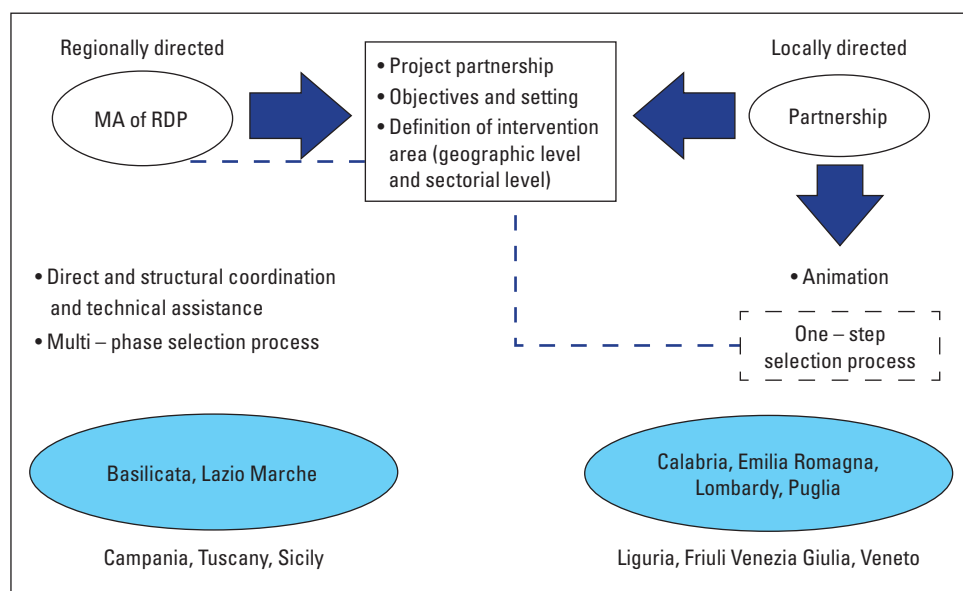 Regionally directed
MA of RDP
• Project partnership
• Objectives and setting
• Definition of intervention
area (geographic level
and sectorial level)
Locally directed
Partnership
• Direct and structural coordination
and technical assistance
• Multi – phase selection process
• Animation
One – step
selection process
Basilicata, Lazio Marche
Campania, Tuscany, Sicily
Calabria, Emilia Romagna,
Lombardy, Puglia
Liguria, Friuli Venezia Giulia, Veneto